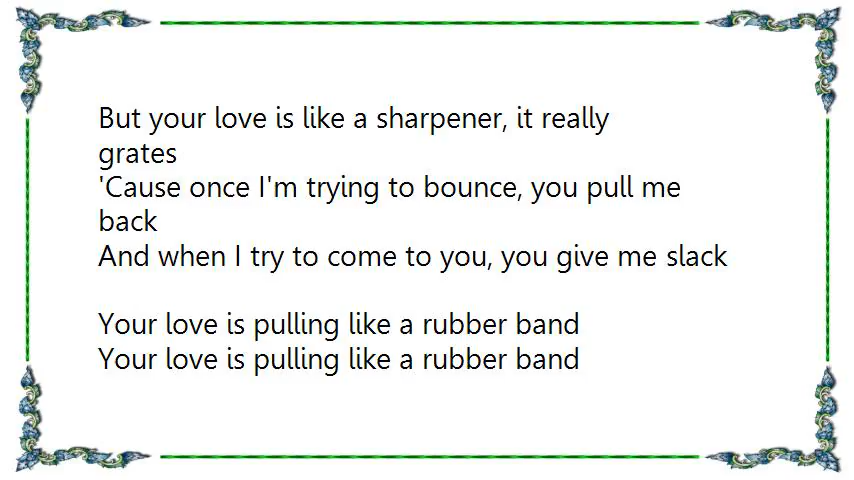 But your love is like a sharpener, it really
grates
'Cause once I'm trying to bounce, you pull me
back
And when I try to come to you, you give me slack
Your love is pulling like a rubber band
Your love is pulling like a rubber band